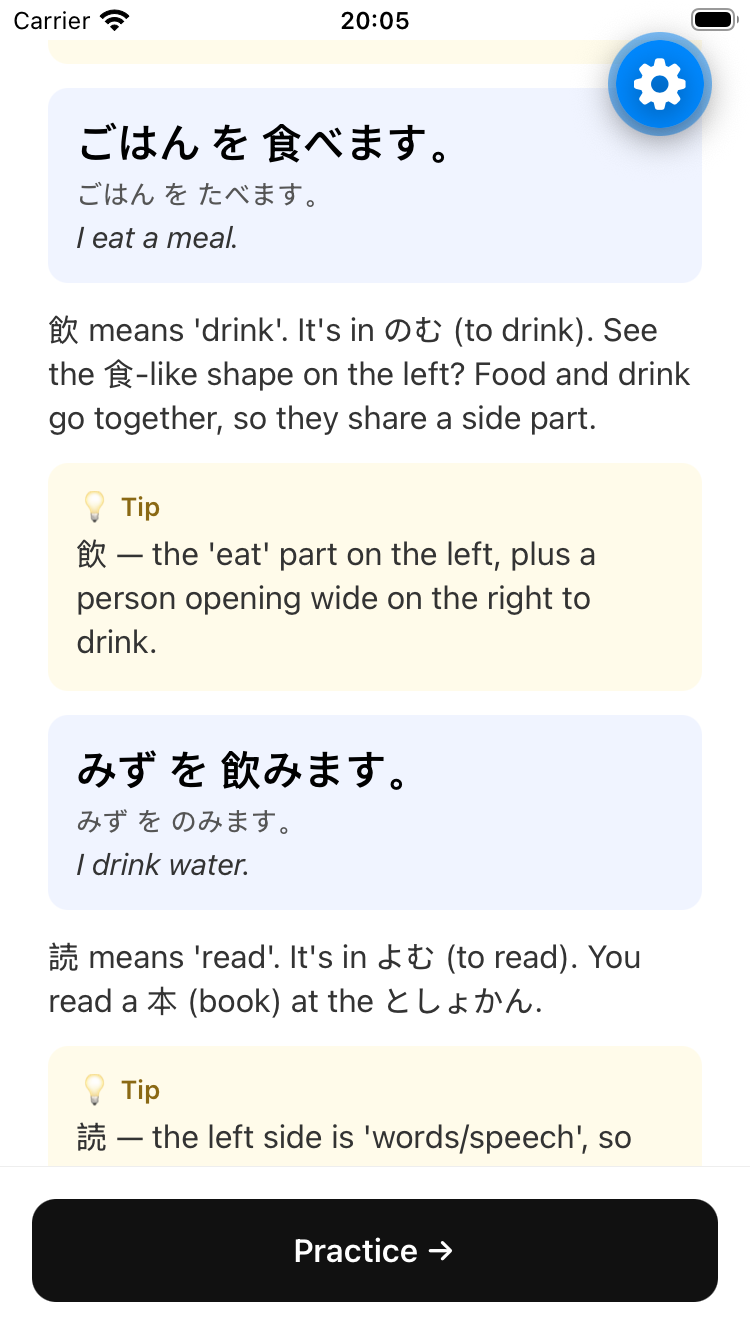 Carrier
20:05
ごはん を 食べます。
ごはん を たべます。
I eat a meal.
飲 means 'drink'. It's in のむ (to drink). See
the 食-like shape on the left? Food and drink
go together, so they share a side part.
💡 Tip
飲 — the 'eat' part on the left, plus a
person opening wide on the right to
drink.
みず を 飲みます。
みず を のみます。
I drink water.
読 means 'read'. It's in よむ (to read). You
read a 本 (book) at the としょかん.
💡 Tip
読 — the left side is 'words/speech', so
Practice →